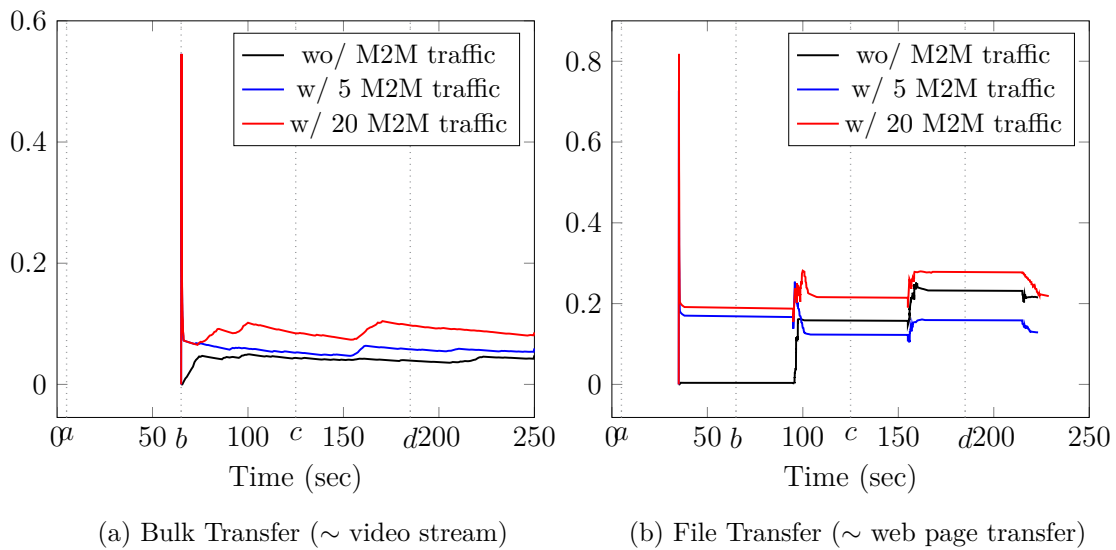 0.6
0.4
0.2
0
wo/ M2M traffic
w/ 5 M2M traffic
w/ 20 M2M traffic
0 a 50 b 100 c 150 d 200 250
Time (sec)
(a) Bulk Transfer (∼ video stream)
0.8
0.6
0.4
0.2
0
wo/ M2M traffic
w/ 5 M2M traffic
w/ 20 M2M traffic
0 a 50 b 100 c 150 d 200 250
Time (sec)
(b) File Transfer (∼ web page transfer)